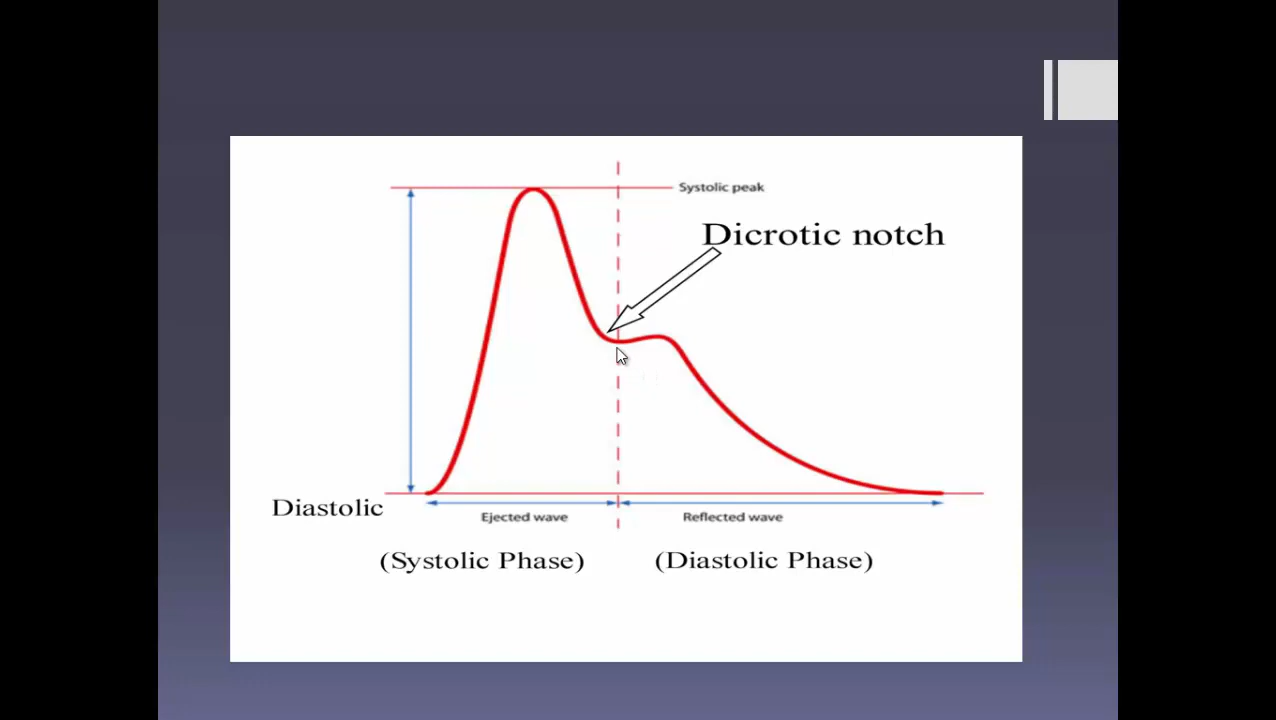 Systolic peak
Dicrotic notch
Diastolic
Ejected wave
Reflected wave
(Systolic Phase)
(Diastolic Phase)